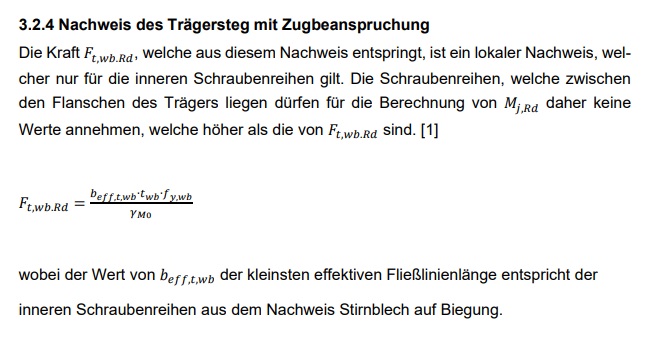 3.2.4 Nachweis des Trägersteg mit Zugbeanspruchung
Die Kraft F_{t,wb.Rd}, welche aus diesem Nachweis entspringt, ist ein lokaler Nachweis, wel-
cher nur für die inneren Schraubenreihen gilt. Die Schraubenreihen, welche zwischen
den Flanschen des Trägers liegen dürfen für die Berechnung von M_{j,Rd} daher keine
Werte annehmen, welche höher als die von F_{t,wb.Rd} sind. [1]
F_{t,wb.Rd} = \frac{b_{eff,t,wb} \cdot t_{wb} \cdot f_{y,wb}}{\gamma_{M0}}
wobei der Wert von b_{eff,t,wb} der kleinsten effektiven Fließlinienlänge entspricht der
inneren Schraubenreihen aus dem Nachweis Stirnblech auf Biegung.